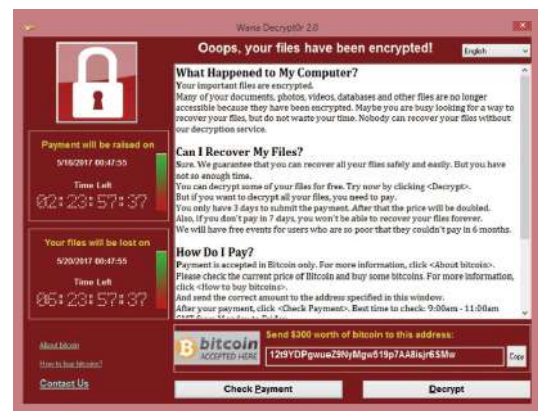 Wana Decrypt0r 2.0
Ooops, your files have been encrypted!
English
What Happened to My Computer?
Your important files are encrypted.
Many of your documents, photos, videos, databases and other files are no longer
accessible because they have been encrypted. Maybe you are busy looking for a way to
recover your files, but do not waste your time. Nobody can recover your files without
our decryption service.
Can I Recover My Files?
Sure. We guarantee that you can recover all your files safely and easily. But you have
not so enough time.
You can decrypt some of your files for free. Try now by clicking <Decrypt>.
But if you want to decrypt all your files, you need to pay.
You only have 3 days to submit the payment. After that the price will be doubled.
Also, if you don't pay in 7 days, you won't be able to recover your files forever.
We will have free events for users who are so poor that they couldn't pay in 6 months.
How Do I Pay?
Payment is accepted in Bitcoin only. For more information, click <About bitcoin>.
Please check the current price of Bitcoin and buy some bitcoins. For more information,
click <How to buy bitcoins>.
And send the correct amount to the address specified in this window.
After your payment, click <Check Payment>. Best time to check: 9:00am - 11:00am
GMT from Monday to Friday.
Payment will be raised on
5/16/2017 00:47:55
Time Left
02:23:57:37
Your files will be lost on
5/20/2017 00:47:55
Time Left
06:23:57:37
About bitcoin
How to buy bitcoins?
Contact Us
bitcoin
ACCEPTED HERE
Send $300 worth of bitcoin to this address:
Copy
Check Payment
Decrypt